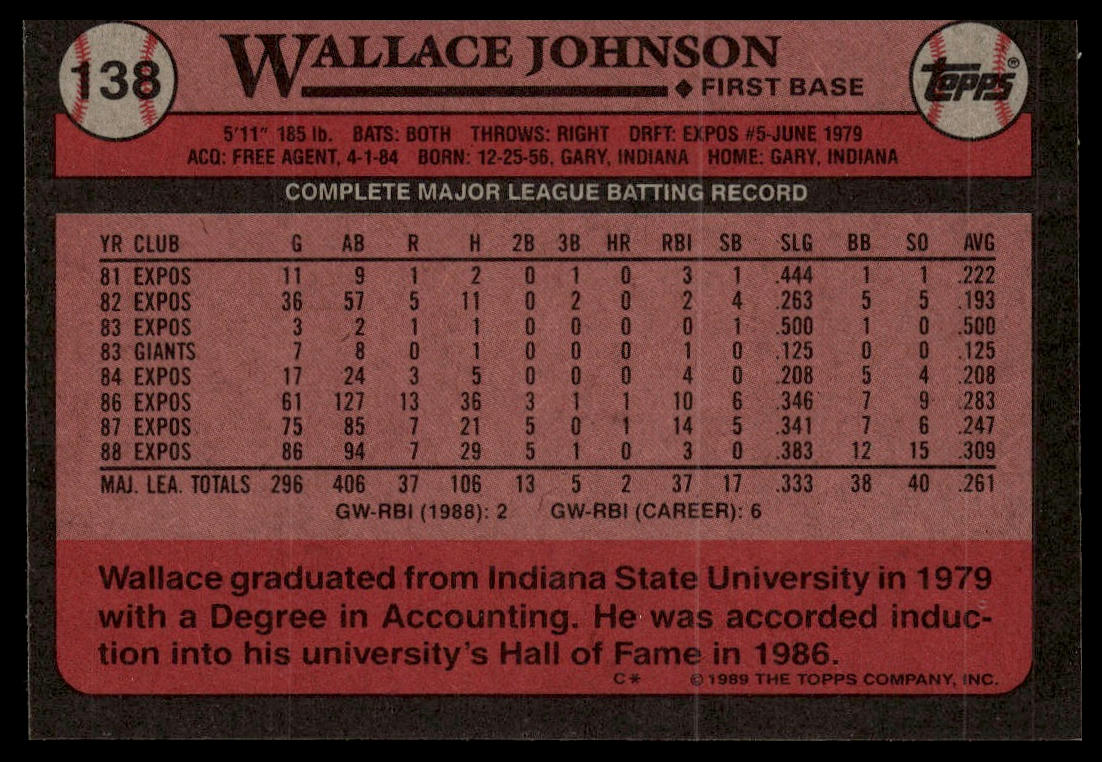 138
WALLACE JOHNSON
◆ FIRST BASE
TOPPS®
5'11" 185 lb. BATS: BOTH THROWS: RIGHT DRFT: EXPOS #5-JUNE 1979
ACQ: FREE AGENT, 4-1-84 BORN: 12-25-56, GARY, INDIANA HOME: GARY, INDIANA
COMPLETE MAJOR LEAGUE BATTING RECORD
YR CLUB G AB R H 2B 3B HR RBI SB SLG BB SO AVG
81 EXPOS 11 9 1 2 0 1 0 3 1 .444 1 1 .222
82 EXPOS 36 57 5 11 0 2 0 2 4 .263 5 5 .193
83 EXPOS 3 2 1 1 0 0 0 0 1 .500 1 0 .500
83 GIANTS 7 8 0 1 0 0 0 1 0 .125 0 0 .125
84 EXPOS 17 24 3 5 0 0 0 4 0 .208 5 4 .208
86 EXPOS 61 127 13 36 3 1 1 10 6 .346 7 9 .283
87 EXPOS 75 85 7 21 5 0 1 14 5 .341 7 6 .247
88 EXPOS 86 94 7 29 5 1 0 3 0 .383 12 15 .309
MAJ. LEA. TOTALS 296 406 37 106 13 5 2 37 17 .333 38 40 .261
GW-RBI (1988): 2 GW-RBI (CAREER): 6
Wallace graduated from Indiana State University in 1979
with a Degree in Accounting. He was accorded induc-
tion into his university's Hall of Fame in 1986.
C* © 1989 THE TOPPS COMPANY, INC.